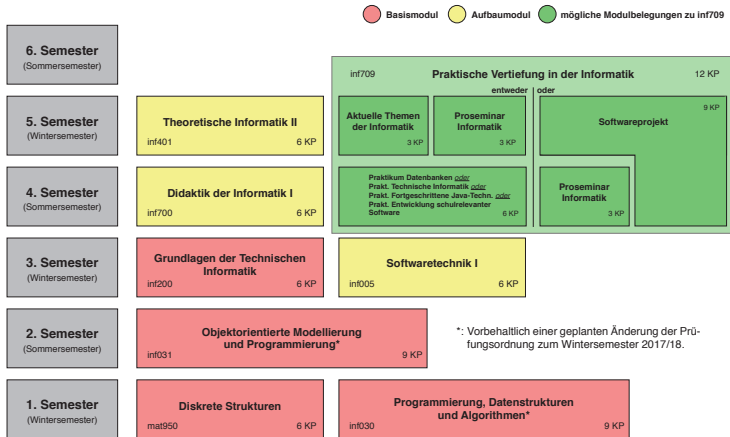 Basismodul Aufbaumodul mögliche Modulbelegungen zu inf709
6. Semester
(Sommersemester)
inf709 Praktische Vertiefung in der Informatik 12 KP
entweder oder
5. Semester
(Wintersemester)
Theoretische Informatik II
inf401 6 KP
Aktuelle Themen
der Informatik
3 KP
Proseminar
Informatik
3 KP
9 KP
Softwareprojekt
4. Semester
(Sommersemester)
Didaktik der Informatik I
inf700 6 KP
Praktikum Datenbanken oder
Prakt. Technische Informatik oder
Prakt. Fortgeschrittene Java-Techn. oder
Prakt. Entwicklung schulrelevanter
Software 6 KP
Proseminar
Informatik
3 KP
3. Semester
(Wintersemester)
Grundlagen der Technischen
Informatik
inf200 6 KP
Softwaretechnik I
inf005 6 KP
2. Semester
(Sommersemester)
Objektorientierte Modellierung
und Programmierung*
inf031 9 KP
*: Vorbehaltlich einer geplanten Änderung der Prü-
fungsordnung zum Wintersemester 2017/18.
1. Semester
(Wintersemester)
Diskrete Strukturen
mat950 6 KP
Programmierung, Datenstrukturen
und Algorithmen*
inf030 9 KP